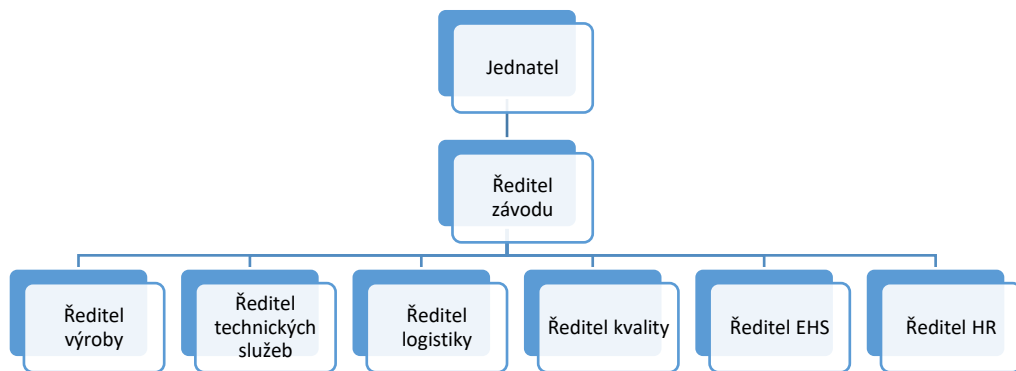 Jednatel
Ředitel
závodu
Ředitel
výroby
Ředitel
technických
služeb
Ředitel
logistiky
Ředitel kvality
Ředitel EHS
Ředitel HR